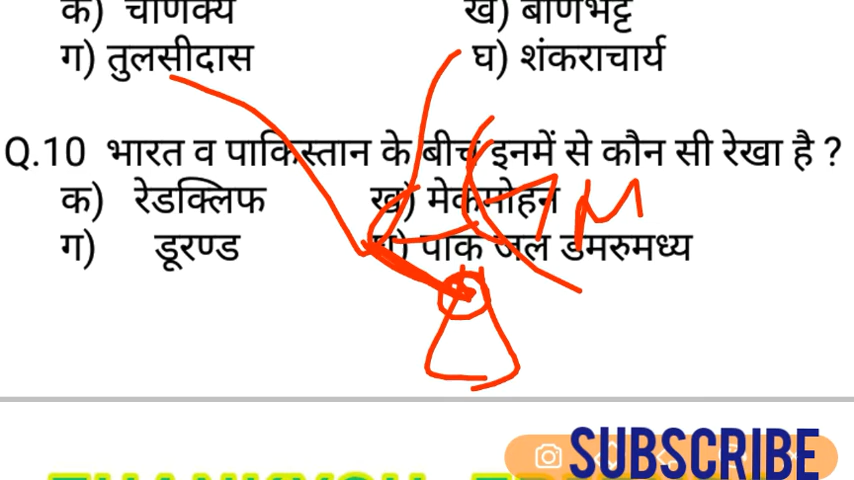 क) चाणक्य ख) बाणभट्ट
ग) तुलसीदास घ) शंकराचार्य
Q.10 भारत व पाकिस्तान के बीच इनमें से कौन सी रेखा है ?
क) रेडक्लिफ ख) मेकमोहन
ग) डूरण्ड घ) पाक जल डमरुमध्य
SUBSCRIBE